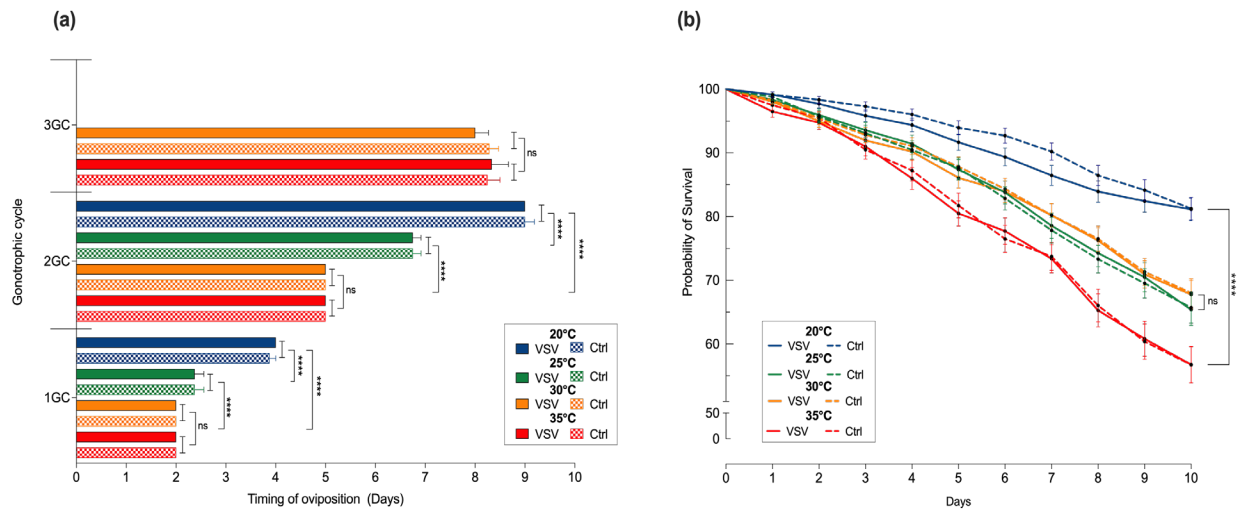 (a)
Gonotrophic cycle
3GC
2GC
1GC
ns
****
****
****
ns
****
****
****
ns
20°C
VSV Ctrl
25°C
VSV Ctrl
30°C
VSV Ctrl
35°C
VSV Ctrl
0 1 2 3 4 5 6 7 8 9 10
Timing of oviposition (Days)
(b)
Probability of Survival
100
90
80
70
60
50
0
****
ns
20°C
VSV Ctrl
25°C
VSV Ctrl
30°C
VSV Ctrl
35°C
VSV Ctrl
0 1 2 3 4 5 6 7 8 9 10
Days